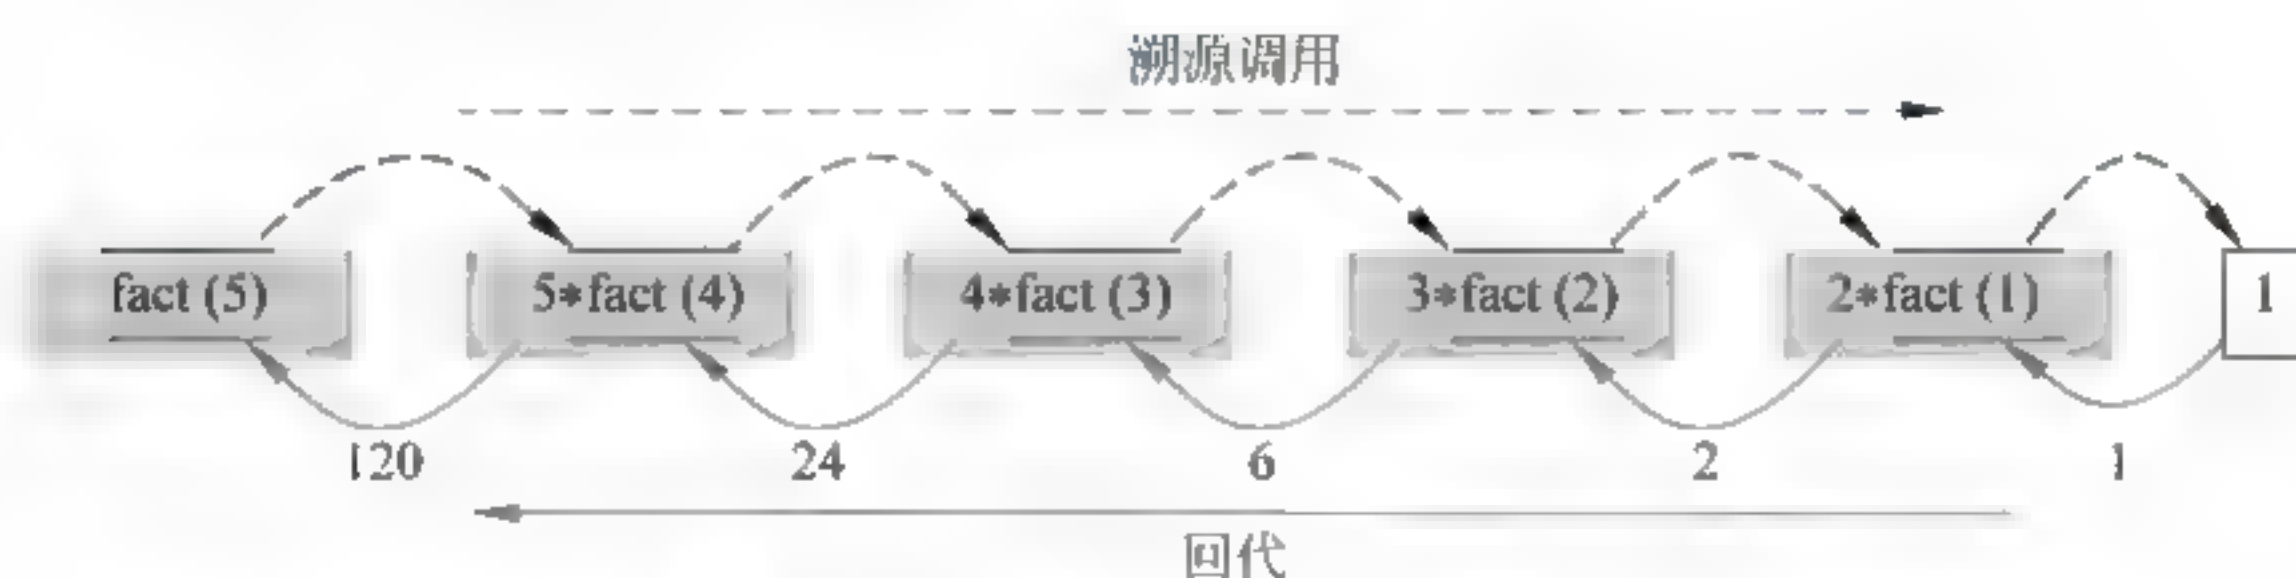 溯源调用
fact (5) 5*fact (4) 4*fact (3) 3*fact (2) 2*fact (1) 1
120 24 6 2 1
回代